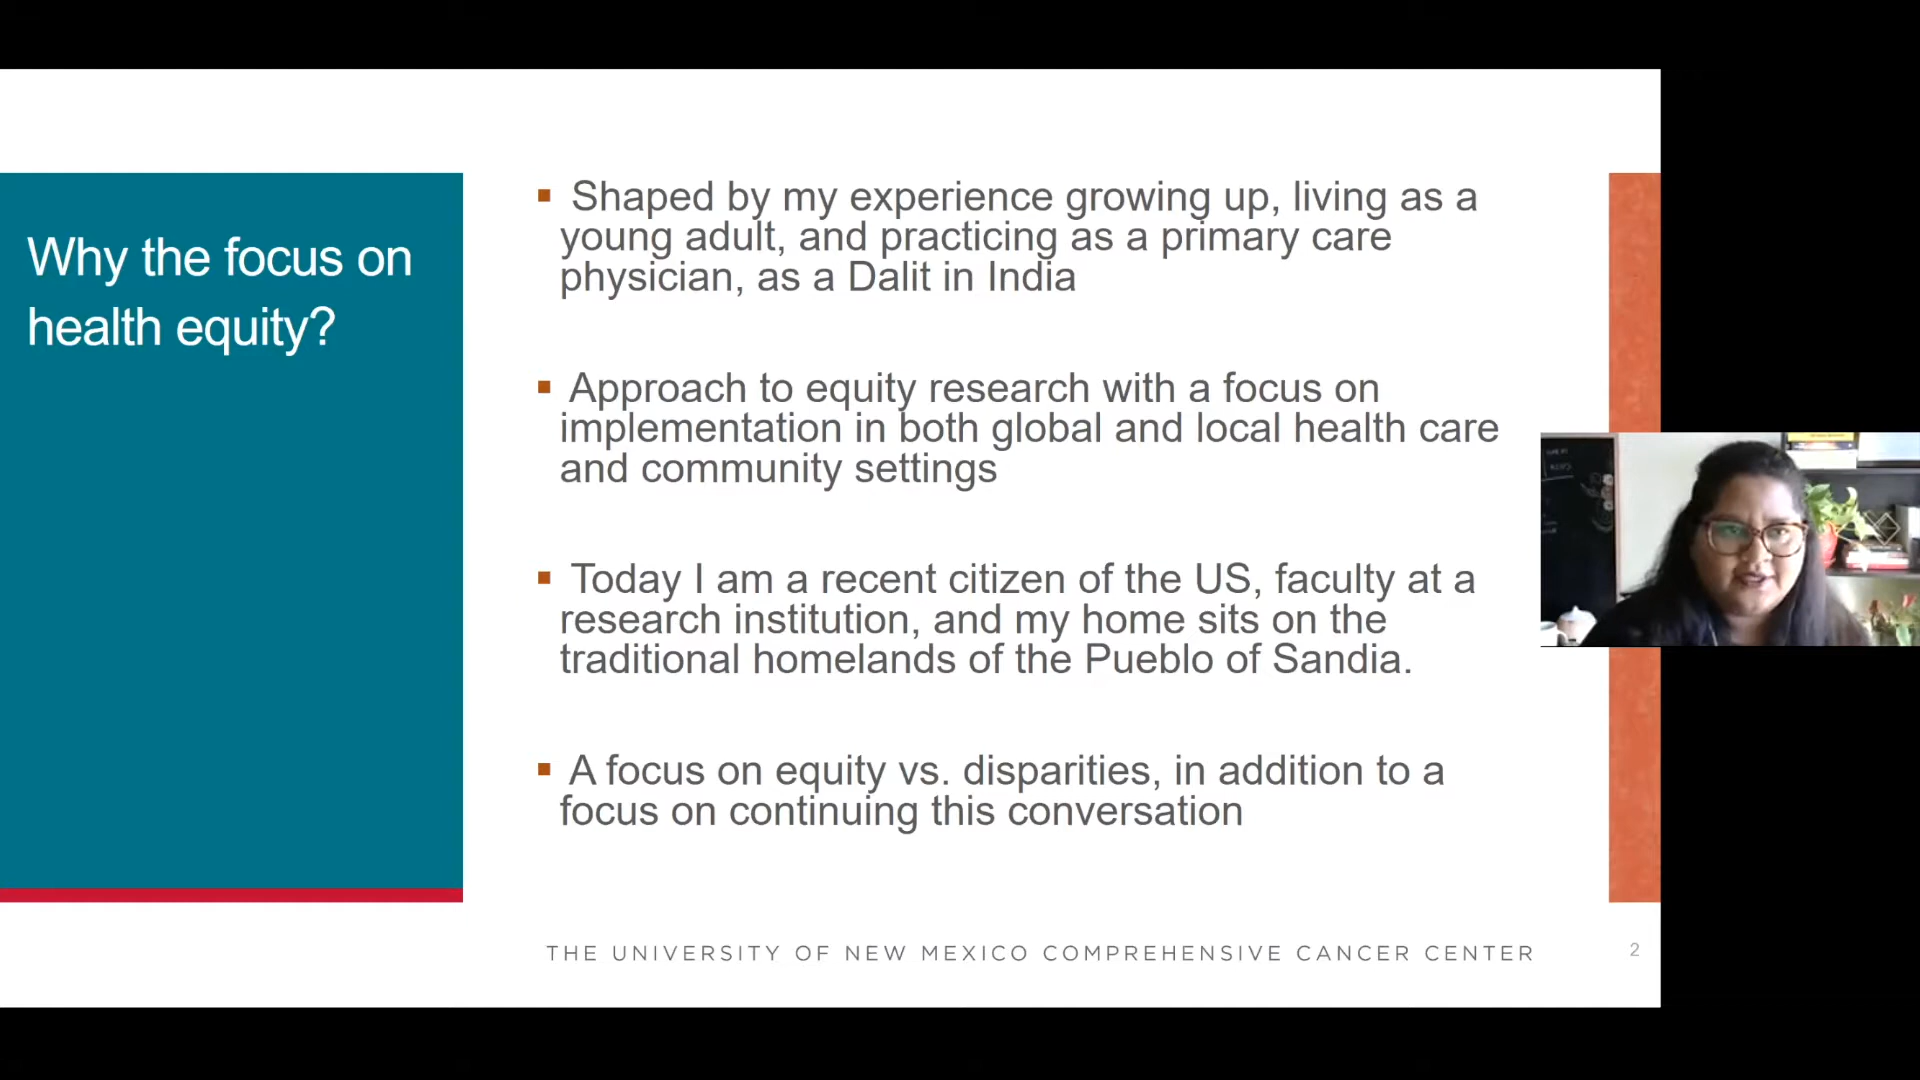 Why the focus on
health equity?
▪ Shaped by my experience growing up, living as a
young adult, and practicing as a primary care
physician, as a Dalit in India
▪ Approach to equity research with a focus on
implementation in both global and local health care
and community settings
▪ Today I am a recent citizen of the US, faculty at a
research institution, and my home sits on the
traditional homelands of the Pueblo of Sandia.
▪ A focus on equity vs. disparities, in addition to a
focus on continuing this conversation
THE UNIVERSITY OF NEW MEXICO COMPREHENSIVE CANCER CENTER
2